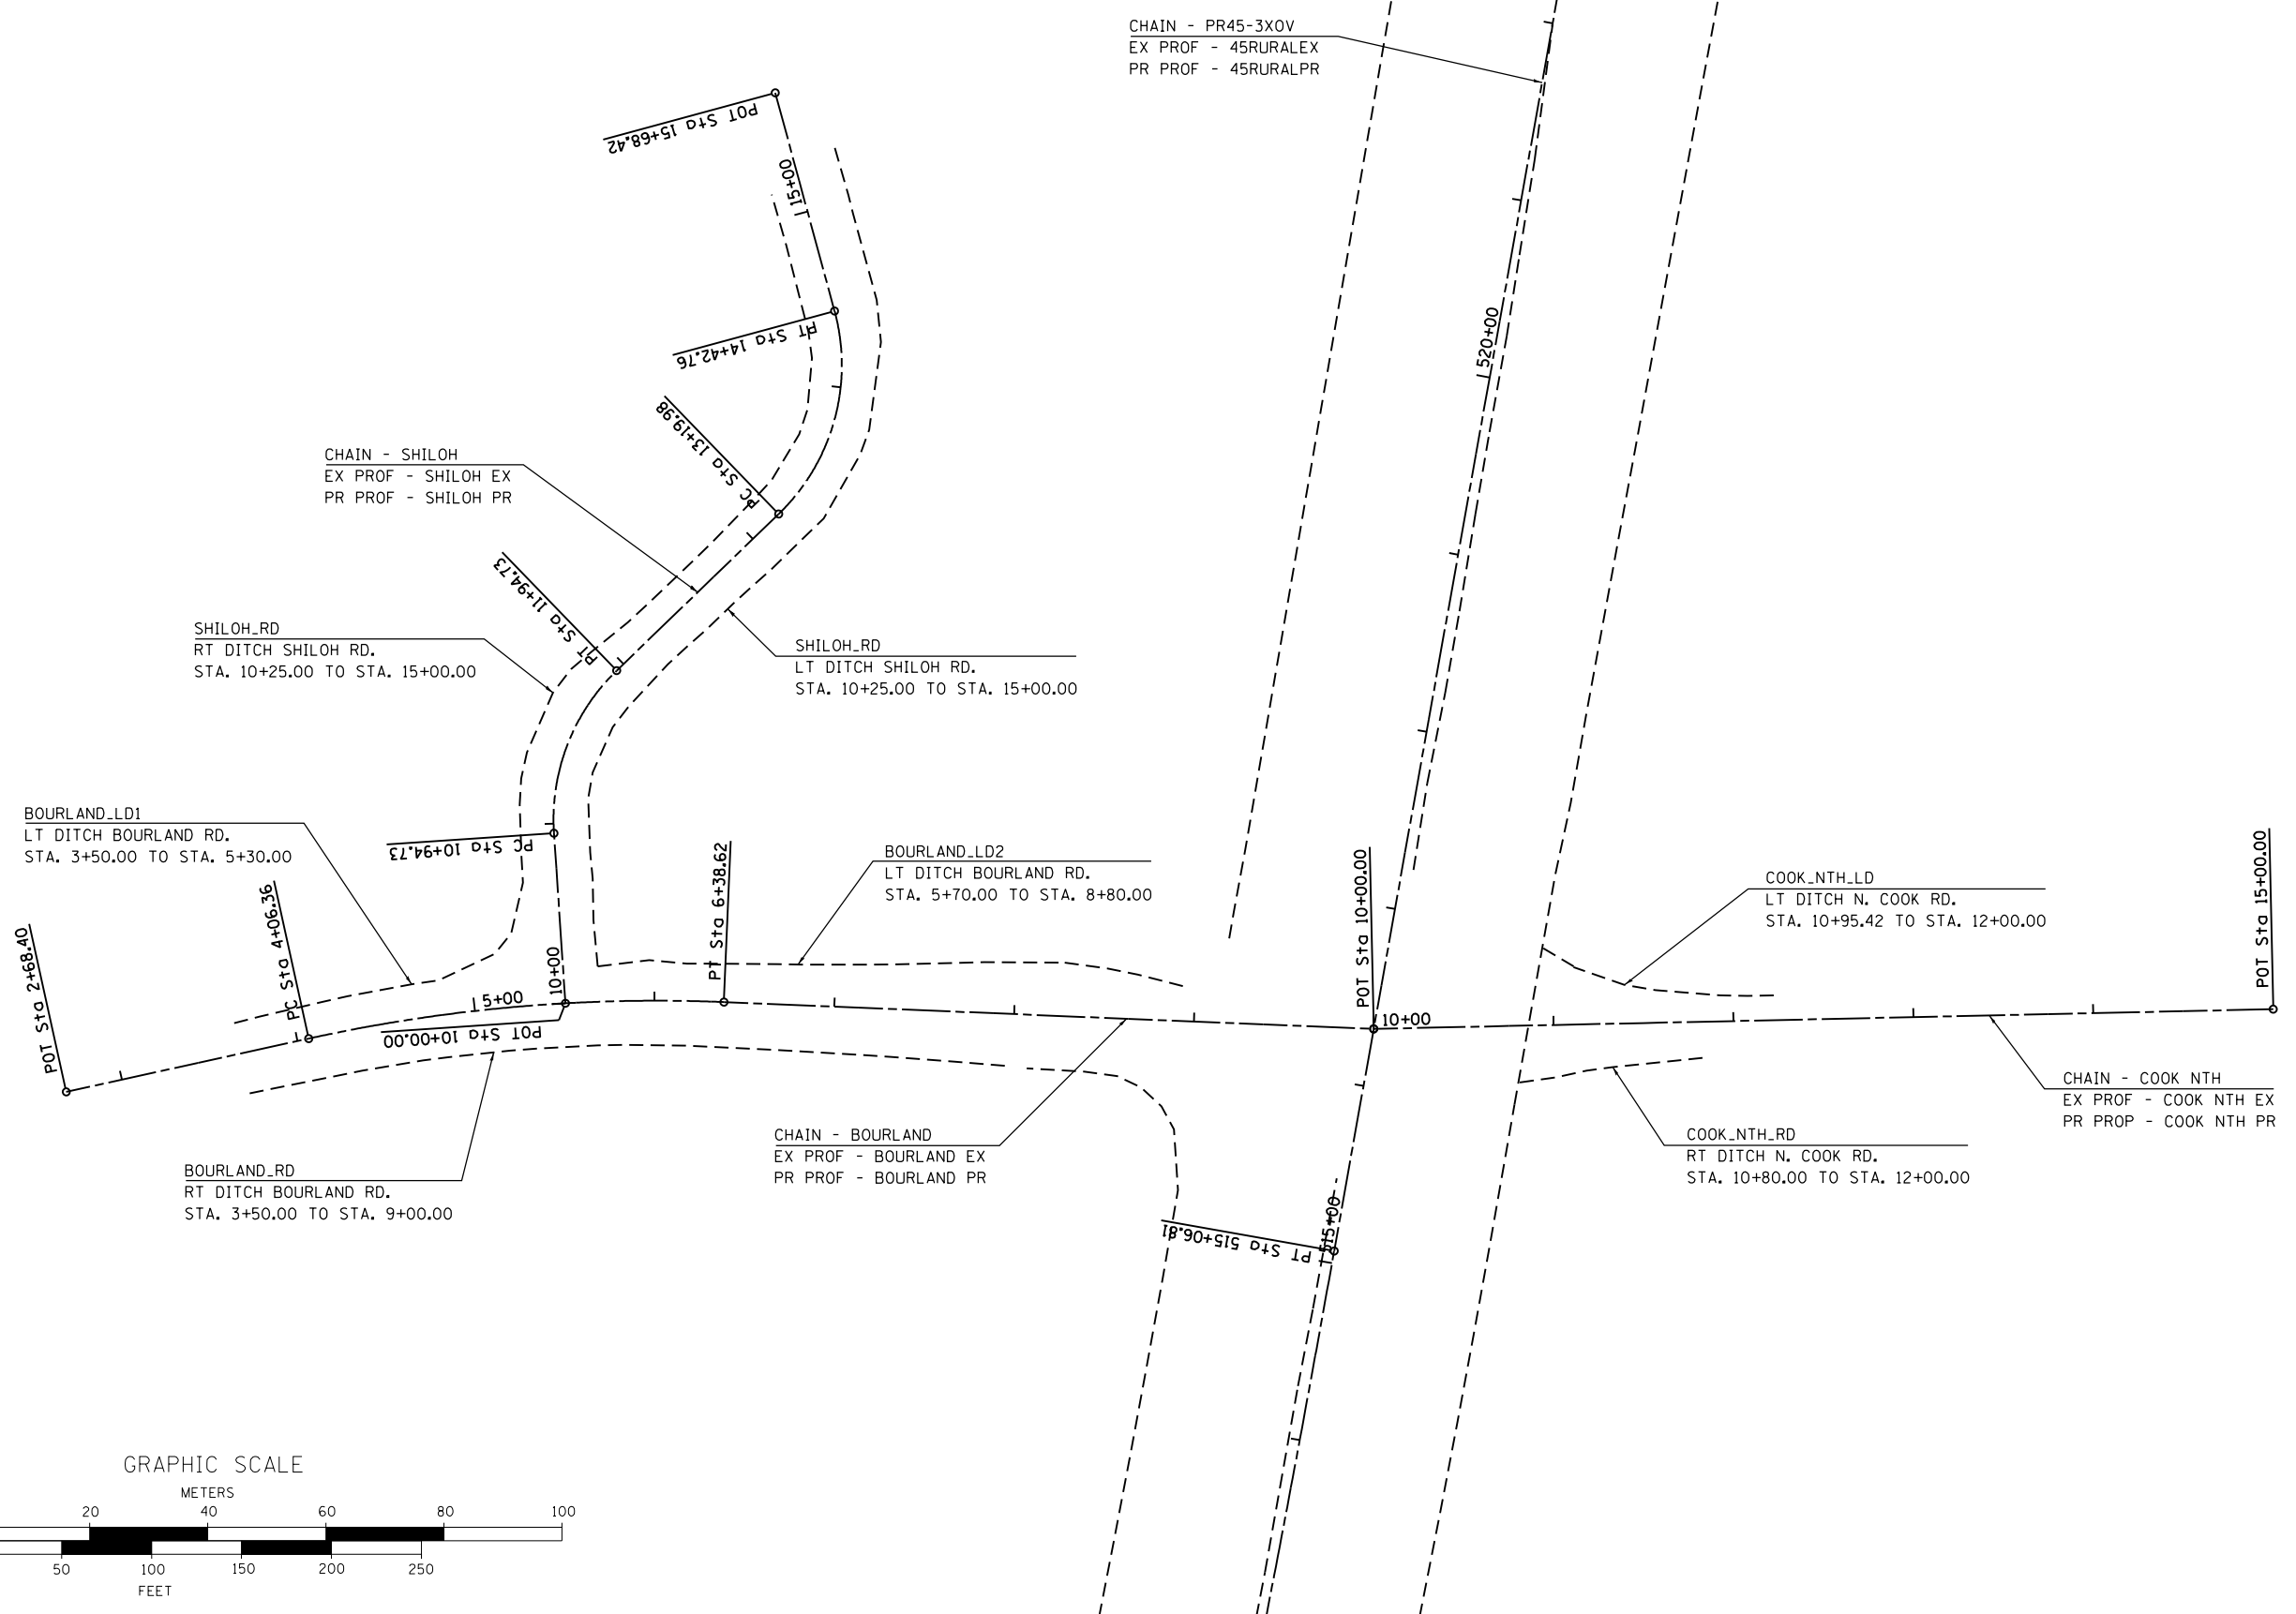 CHAIN - PR45-3XOV
EX PROF - 45RURALEX
PR PROF - 45RURALPR
POT Sta 15+68.42
15+00
PT Sta 14+42.76
520+00
PC Sta 13+19.98
CHAIN - SHILOH
EX PROF - SHILOH EX
PR PROF - SHILOH PR
PT Sta 11+94.73
SHILOH_RD
RT DITCH SHILOH RD.
STA. 10+25.00 TO STA. 15+00.00
SHILOH_RD
LT DITCH SHILOH RD.
STA. 10+25.00 TO STA. 15+00.00
BOURLAND_LD1
LT DITCH BOURLAND RD.
STA. 3+50.00 TO STA. 5+30.00
PC Sta 10+94.73
BOURLAND_LD2
LT DITCH BOURLAND RD.
STA. 5+70.00 TO STA. 8+80.00
COOK_NTH_LD
LT DITCH N. COOK RD.
STA. 10+95.42 TO STA. 12+00.00
POT Sta 2+68.40
PC Sta 4+06.36
5+00
10+00
POT Sta 10+00.00
PT Sta 6+38.62
POT Sta 10+00.00
10+00
POT Sta 15+00.00
CHAIN - COOK NTH
EX PROF - COOK NTH EX
PR PROP - COOK NTH PR
CHAIN - BOURLAND
EX PROF - BOURLAND EX
PR PROF - BOURLAND PR
COOK_NTH_RD
RT DITCH N. COOK RD.
STA. 10+80.00 TO STA. 12+00.00
BOURLAND_RD
RT DITCH BOURLAND RD.
STA. 3+50.00 TO STA. 9+00.00
515+00
PT Sta 515+06.81
GRAPHIC SCALE
METERS
20 40 60 80 100
50 100 150 200 250
FEET